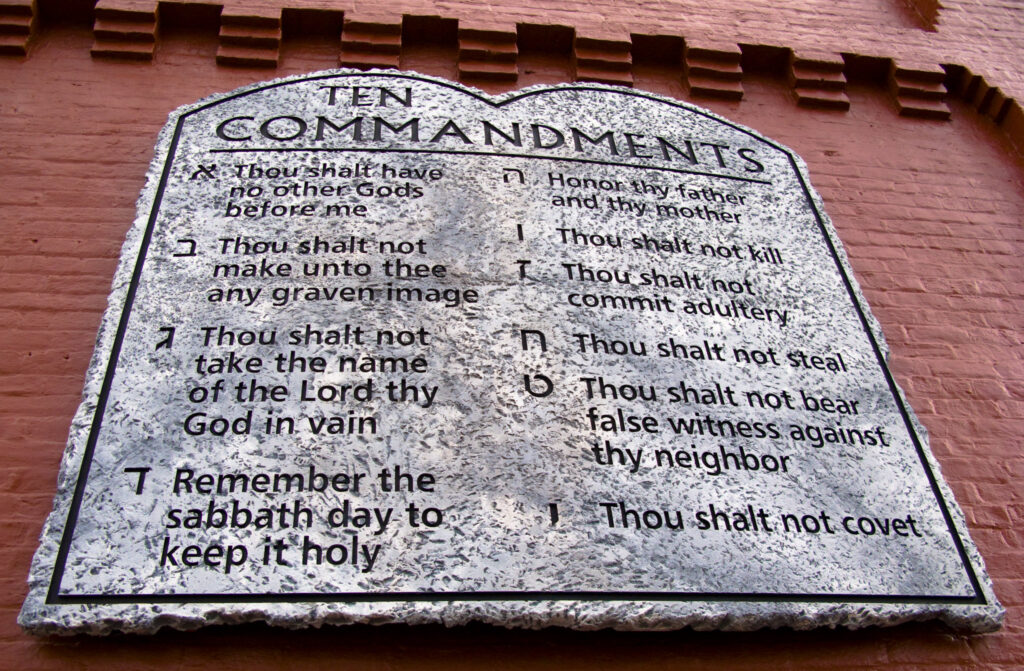 TEN
COMMANDMENTS
א Thou shalt have
no other Gods
before me
ב Thou shalt not
make unto thee
any graven image
ג Thou shalt not
take the name
of the Lord thy
God in vain
ד Remember the
sabbath day to
keep it holy
ה Honor thy father
and thy mother
ו Thou shalt not kill
ז Thou shalt not
commit adultery
ח Thou shalt not steal
ט Thou shalt not bear
false witness against
thy neighbor
י Thou shalt not covet